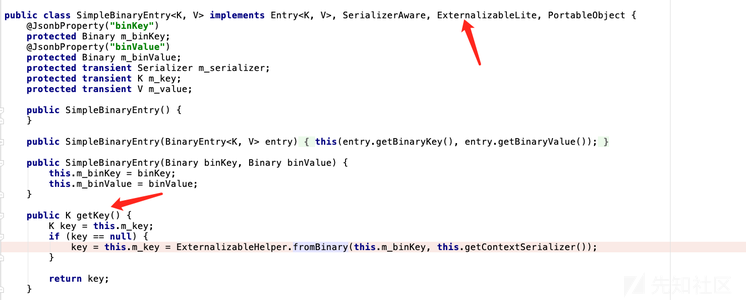 public class SimpleBinaryEntry<K, V> implements Entry<K, V>, SerializerAware, ExternalizableLite, PortableObject {
@JsonbProperty("binKey")
protected Binary m_binKey;
@JsonbProperty("binValue")
protected Binary m_binValue;
protected transient Serializer m_serializer;
protected transient K m_key;
protected transient V m_value;
public SimpleBinaryEntry() {
}
public SimpleBinaryEntry(BinaryEntry<K, V> entry) { this(entry.getBinaryKey(), entry.getBinaryValue()); }
public SimpleBinaryEntry(Binary binKey, Binary binValue) {
this.m_binKey = binKey;
this.m_binValue = binValue;
}
public K getKey() {
K key = this.m_key;
if (key == null) {
key = this.m_key = ExternalizableHelper.fromBinary(this.m_binKey, this.getContextSerializer());
}
return key;
}
先知社区